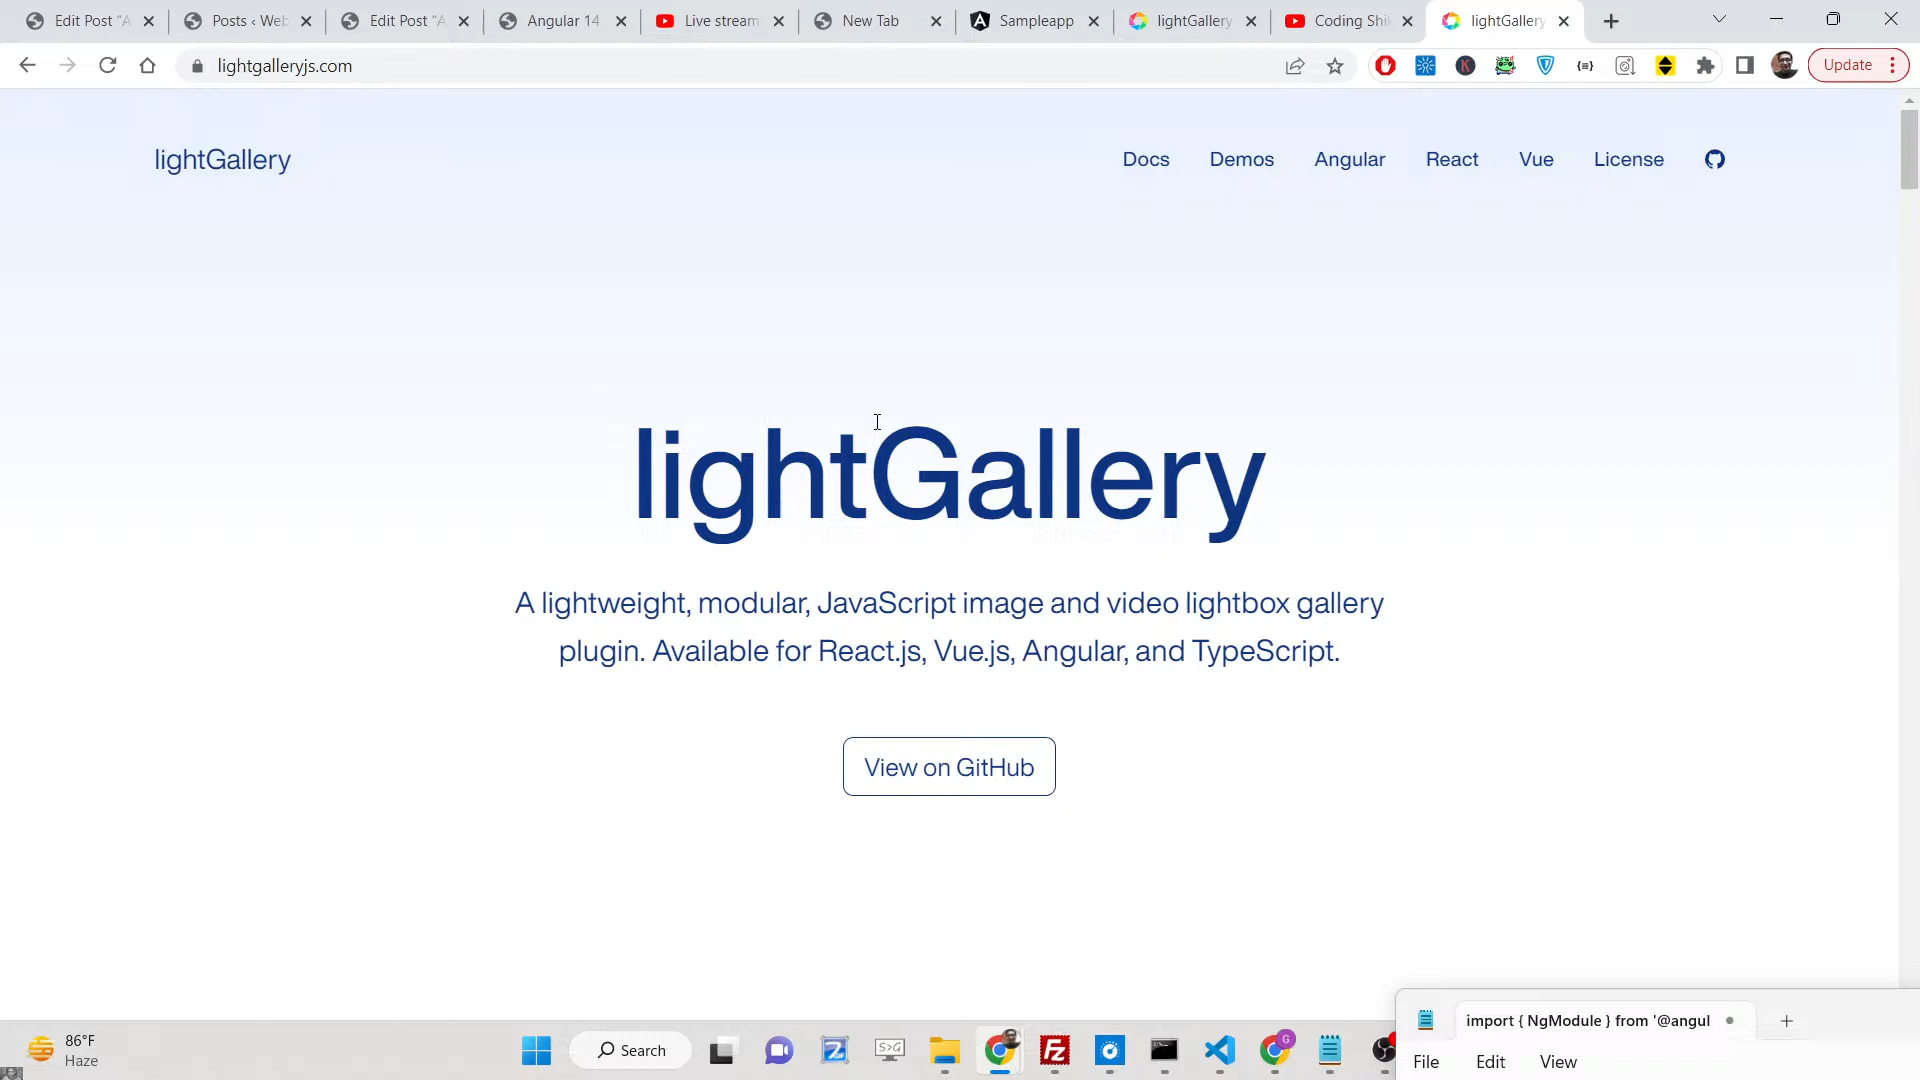 Edit Post "A
Posts ‹ Web
Edit Post "A
Angular 14
Live stream
New Tab
Sampleapp
lightGallery
Coding Shi
lightGallery
lightgalleryjs.com
Update
lightGallery
Docs
Demos
Angular
React
Vue
License
lightGallery
A lightweight, modular, JavaScript image and video lightbox gallery
plugin. Available for React.js, Vue.js, Angular, and TypeScript.
View on GitHub
import { NgModule } from '@angul
File
Edit
View
86°F
Haze
Search